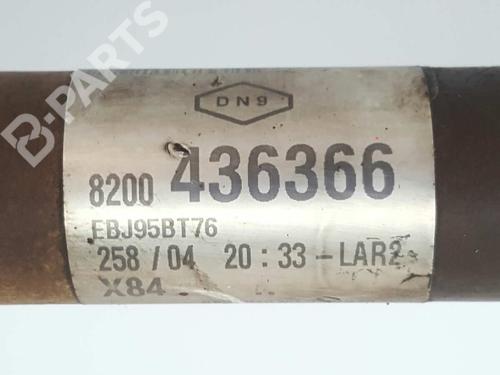 B-PARTS
DN9
8200 436366
EBJ95BT76
258 / 04 20 : 33 - LAR2
X84